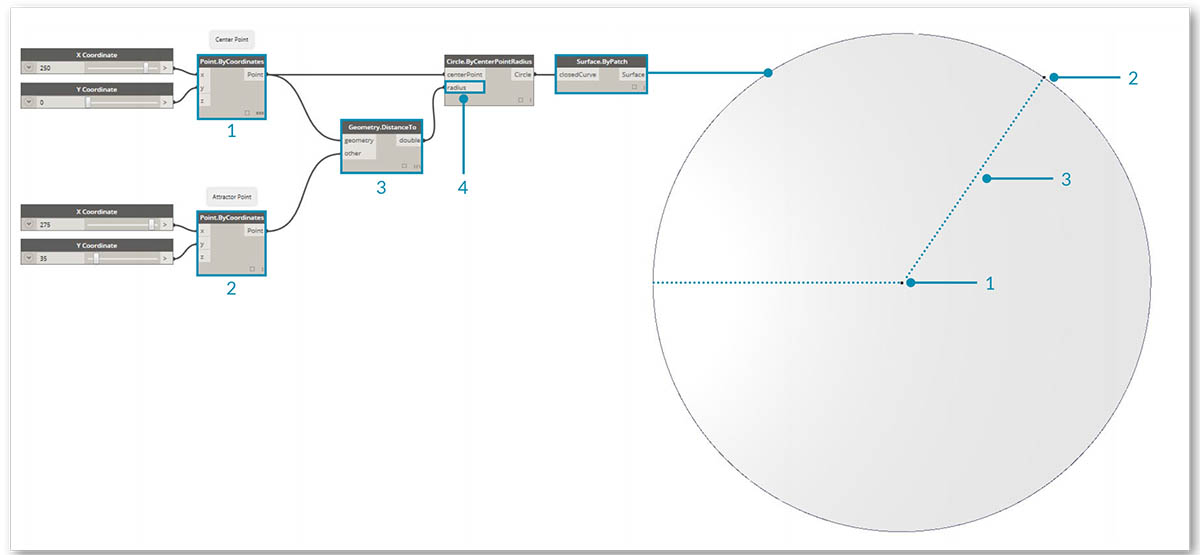 Center Point
X Coordinate
250
Y Coordinate
0
Point.ByCoordinates
x
Point
y
z
1
Circle.ByCenterPointRadius
centerPoint
Circle
radius
4
Surface.ByPatch
closedCurve
Surface
Geometry.DistanceTo
geometry
double
other
3
Attractor Point
X Coordinate
275
Y Coordinate
35
Point.ByCoordinates
x
Point
y
z
2
2
3
1